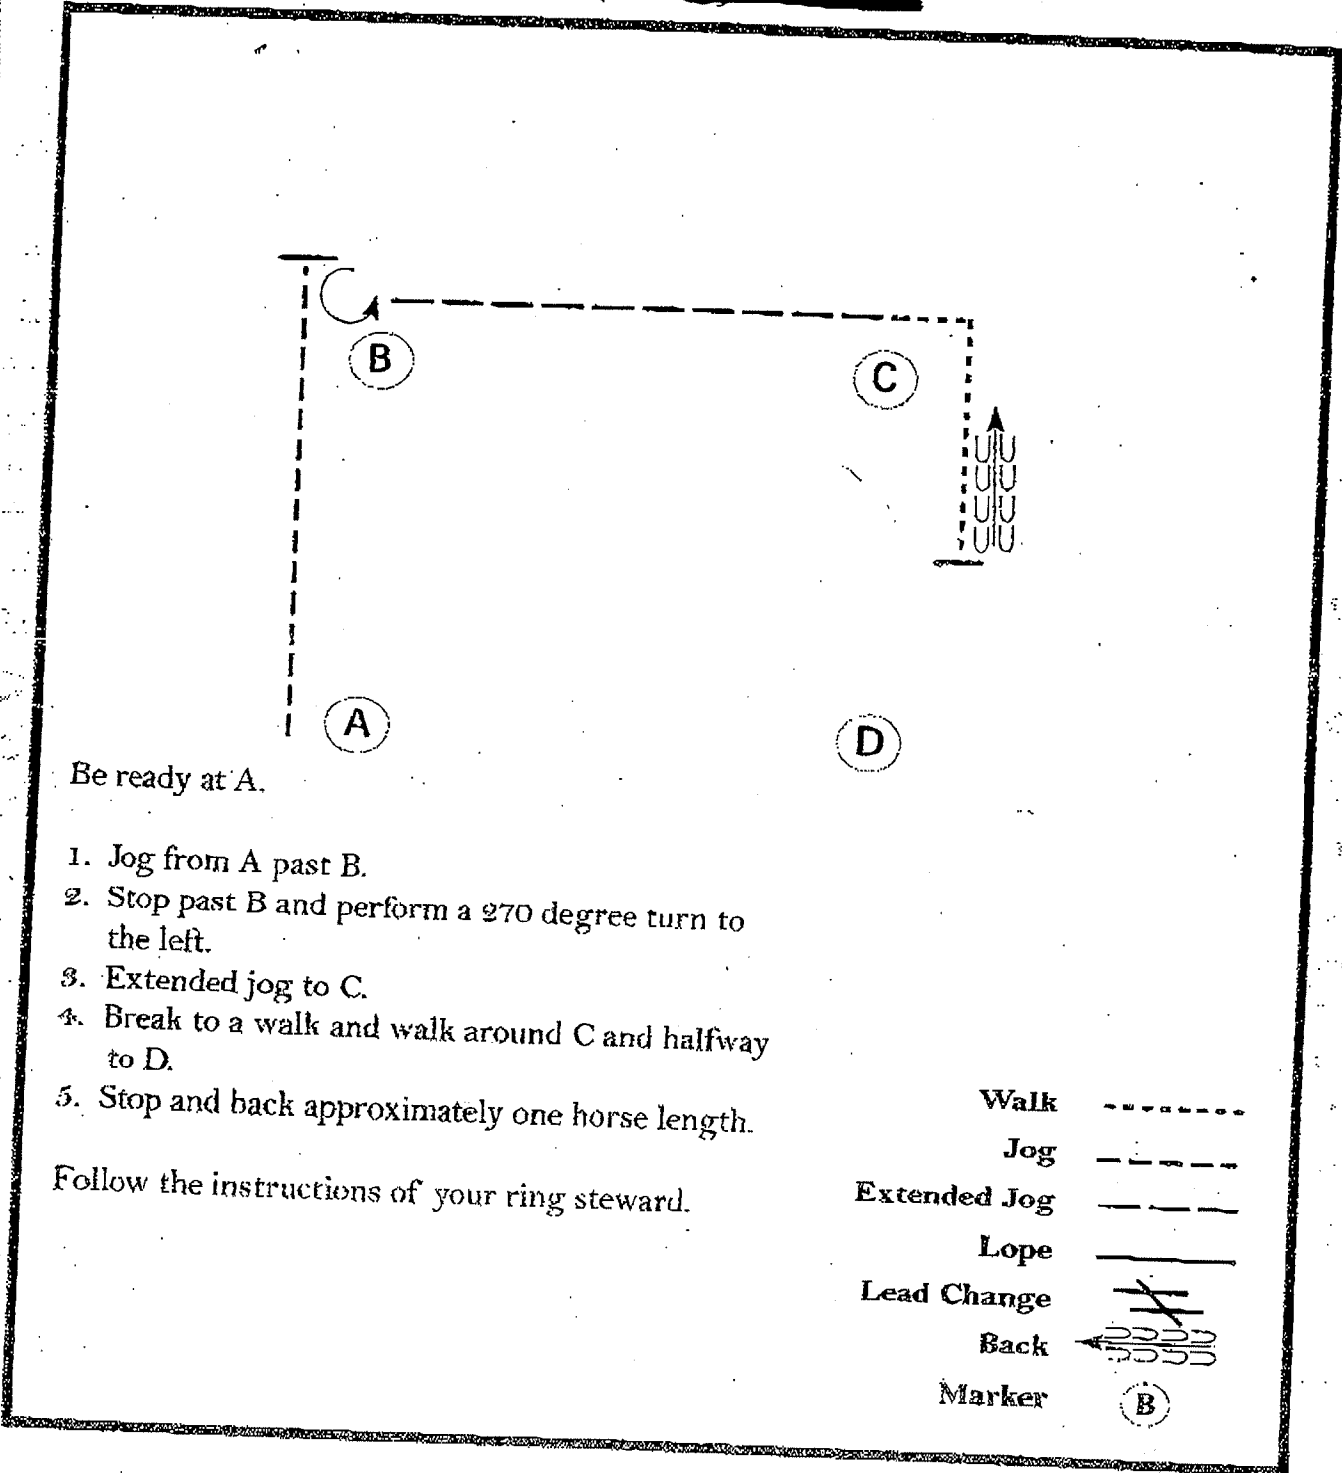 B
C
A
D
Be ready at A.
1. Jog from A past B.
2. Stop past B and perform a 270 degree turn to
the left.
3. Extended jog to C.
4. Break to a walk and walk around C and halfway
to D.
5. Stop and back approximately one horse length.
Follow the instructions of your ring steward.
Walk
Jog
Extended Jog
Lope
Lead Change
Back
Marker B